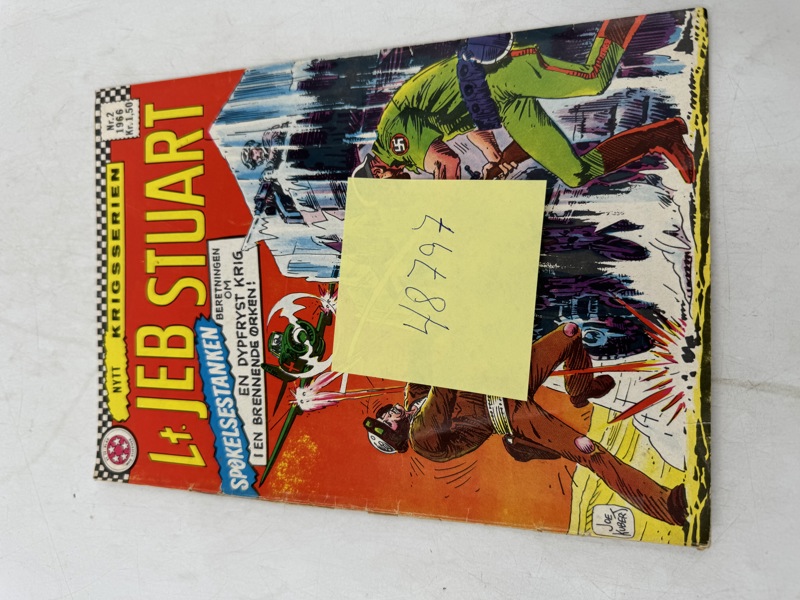 Nr.2
1966
Kr.1,50
NYTT KRIGSSERIEN
Lt. JEB STUART
SPØKELSESTANKEN
BERETNINGEN
OM
EN DYPFRYST KRIG
I EN BRENNENDE ØRKEN!
48797
JOE
KUBERT